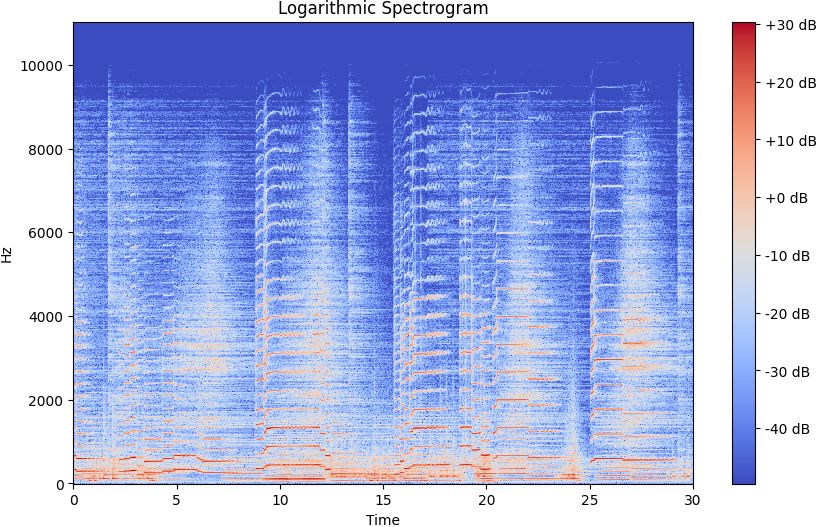 Logarithmic Spectrogram
+30 dB
+20 dB
+10 dB
+0 dB
-10 dB
-20 dB
-30 dB
-40 dB
10000
8000
6000
4000
2000
0
Hz
0 5 10 15 20 25 30
Time